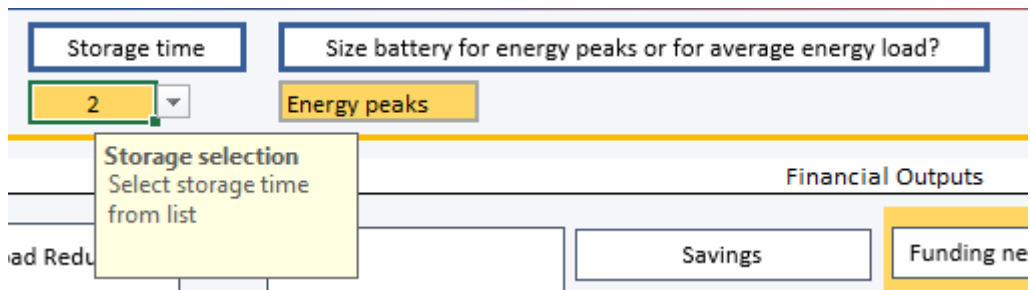 Storage time
Size battery for energy peaks or for average energy load?
2
Energy peaks
Storage selection
Select storage time
from list
Financial Outputs
Savings
Funding